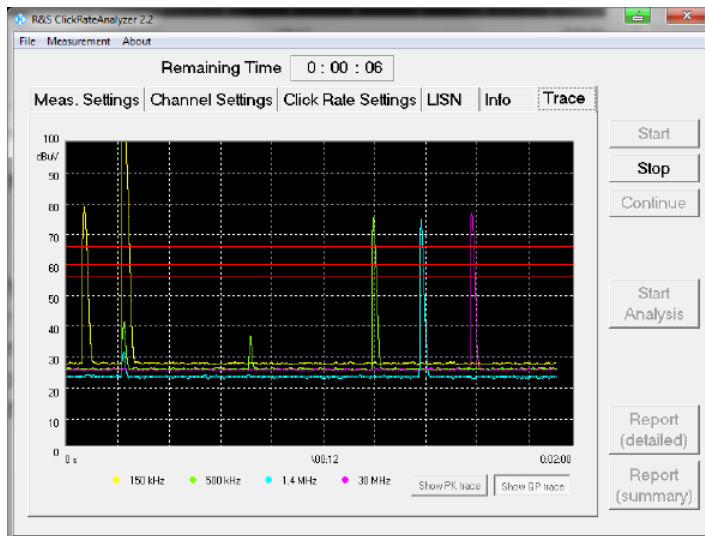 R&S ClickRateAnalyzer 2.2
File Measurement About
Remaining Time 0 : 00 : 06
Meas. Settings Channel Settings Click Rate Settings LISN Info Trace
Start
Stop
Continue
Start
Analysis
Report
(detailed)
Report
(summary)
100
dBuV
90
80
70
60
50
40
30
20
10
0
0 s \00:12 0:02:00
150 kHz 500 kHz 1.4 MHz 30 MHz Show PK trace Show QP trace